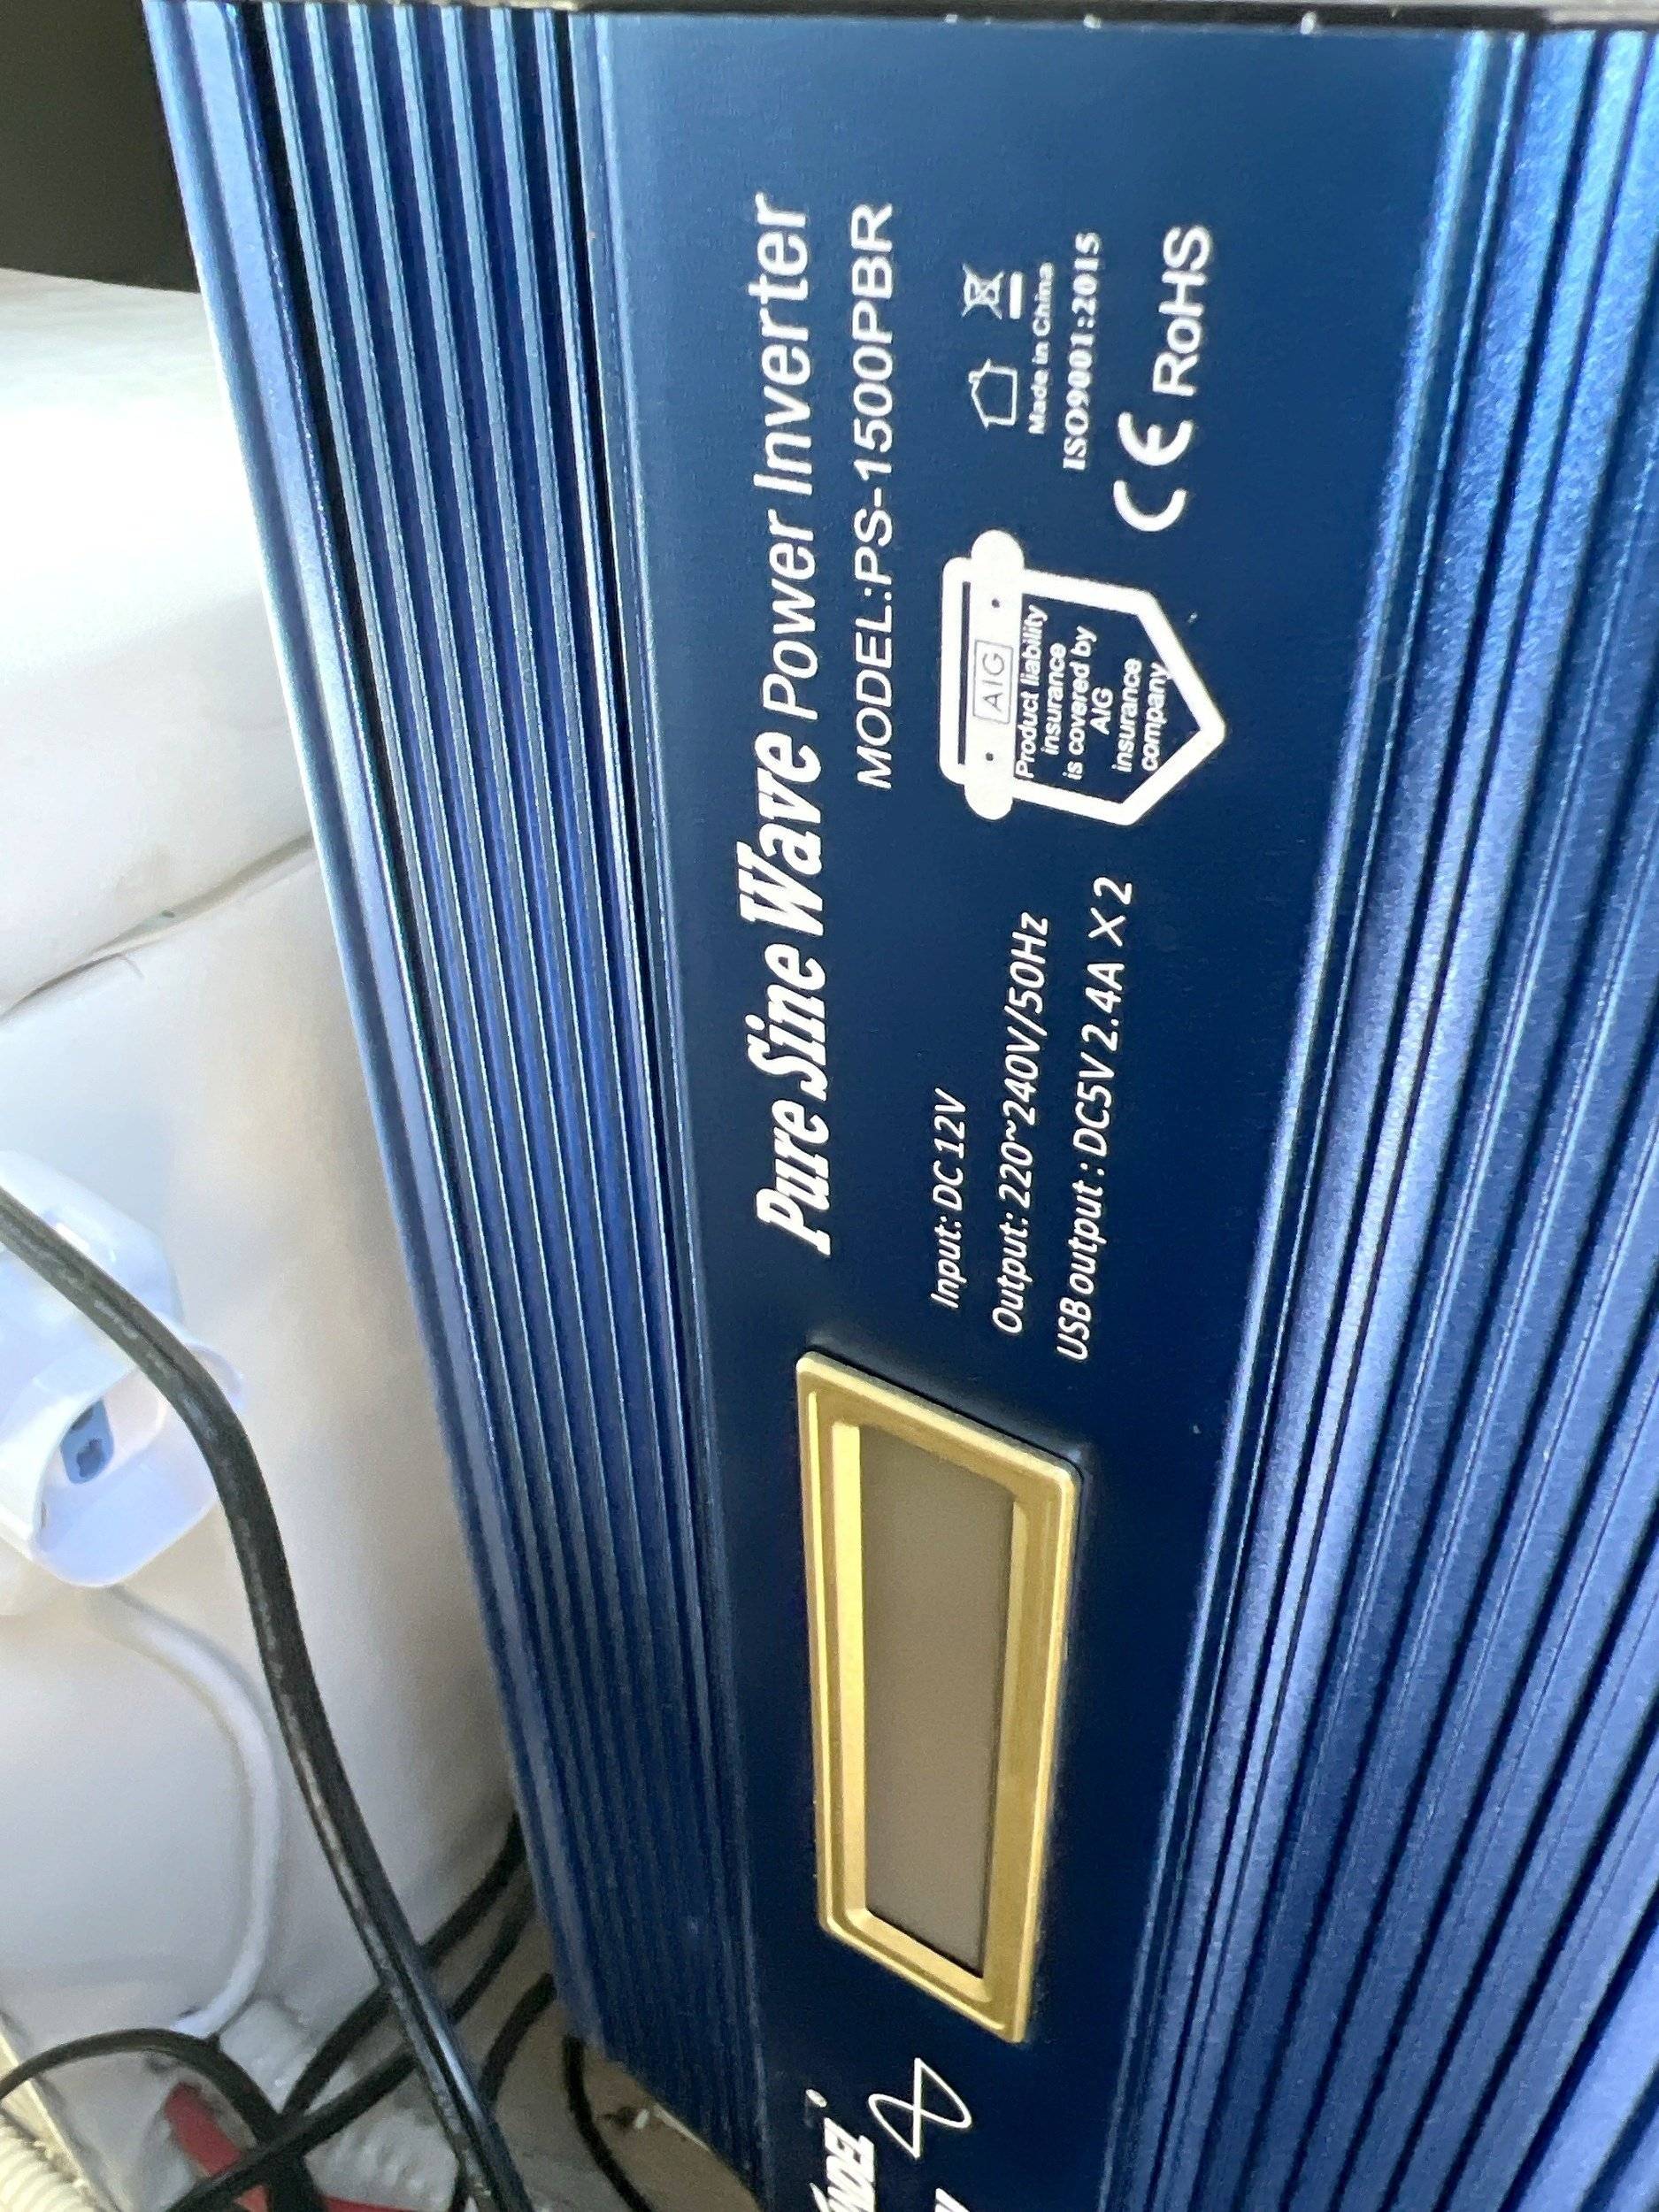 Pure Sine Wave Power Inverter
MODEL:PS-1500PBR
Input: DC 12V
Output: 220~240V/50Hz
USB output : DC5V 2.4A X 2
AIG
Product liability
insurance
is covered by
AIG
insurance
company
Made in China
ISO9001:2015
CE RoHS